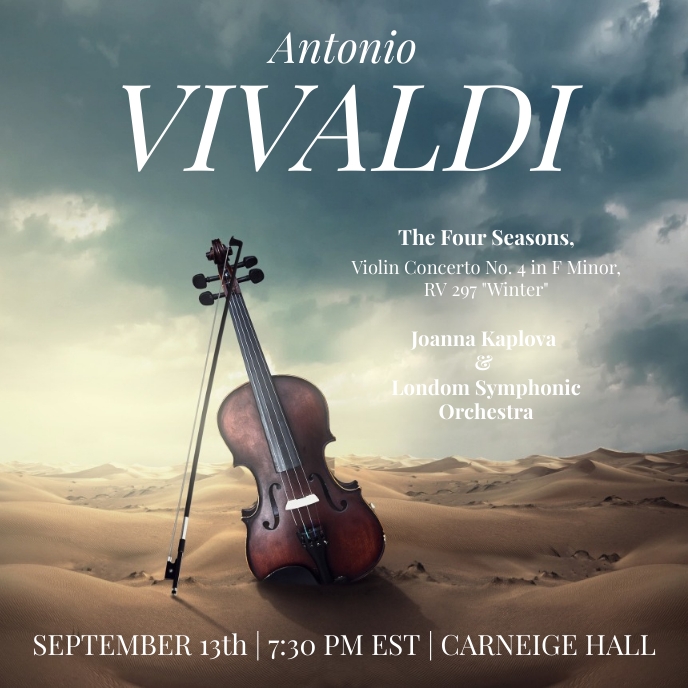 Antonio
VIVALDI
The Four Seasons,
Violin Concerto No. 4 in F Minor,
RV 297 "Winter"
Joanna Kaplova
&
Londom Symphonic
Orchestra
SEPTEMBER 13th | 7:30 PM EST | CARNEIGE HALL